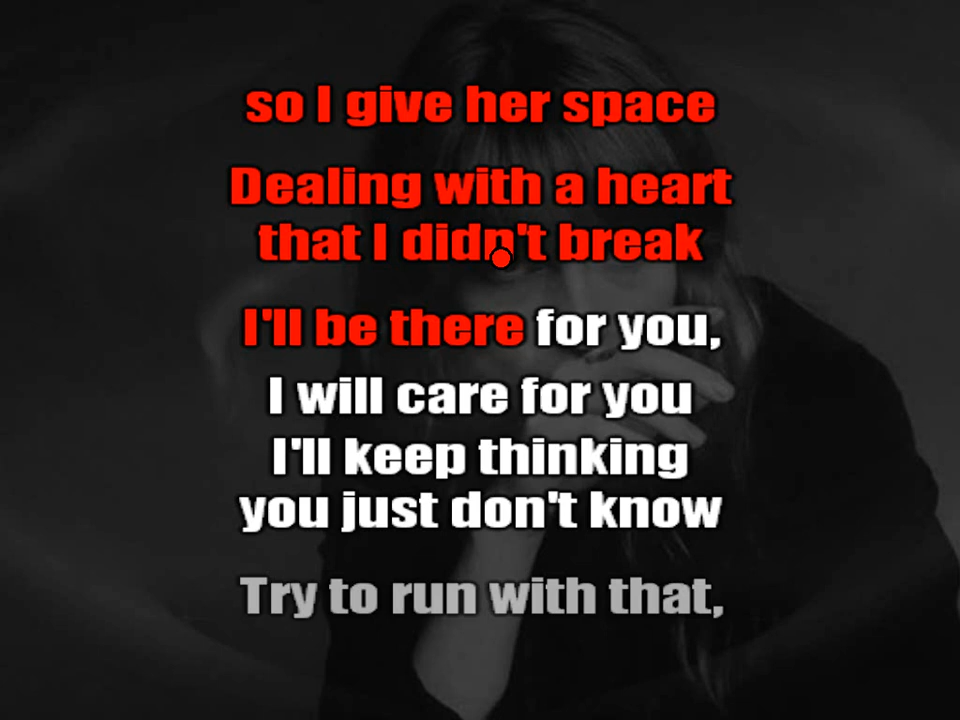 so I give her space
Dealing with a heart
that I didn't break
I'll be there for you,
I will care for you
I'll keep thinking
you just don't know
Try to run with that,